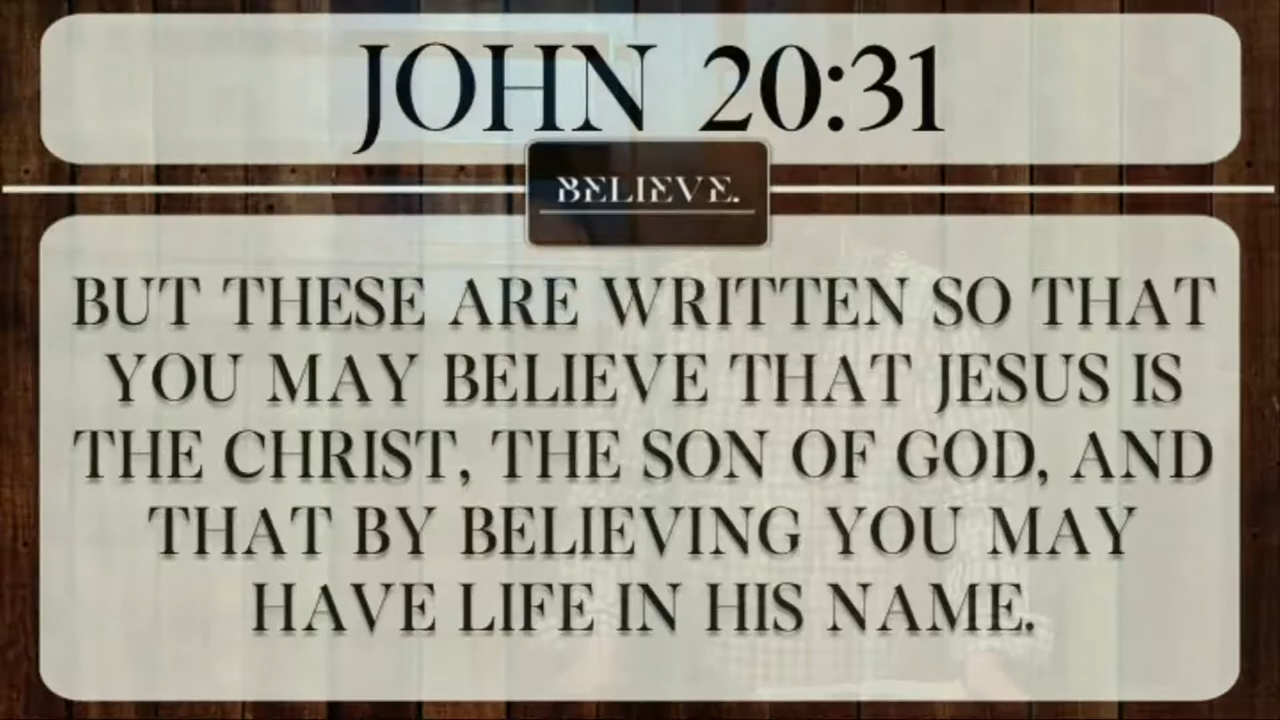 JOHN 20:31
BELIEVE.
BUT THESE ARE WRITTEN SO THAT
YOU MAY BELIEVE THAT JESUS IS
THE CHRIST, THE SON OF GOD, AND
THAT BY BELIEVING YOU MAY
HAVE LIFE IN HIS NAME.